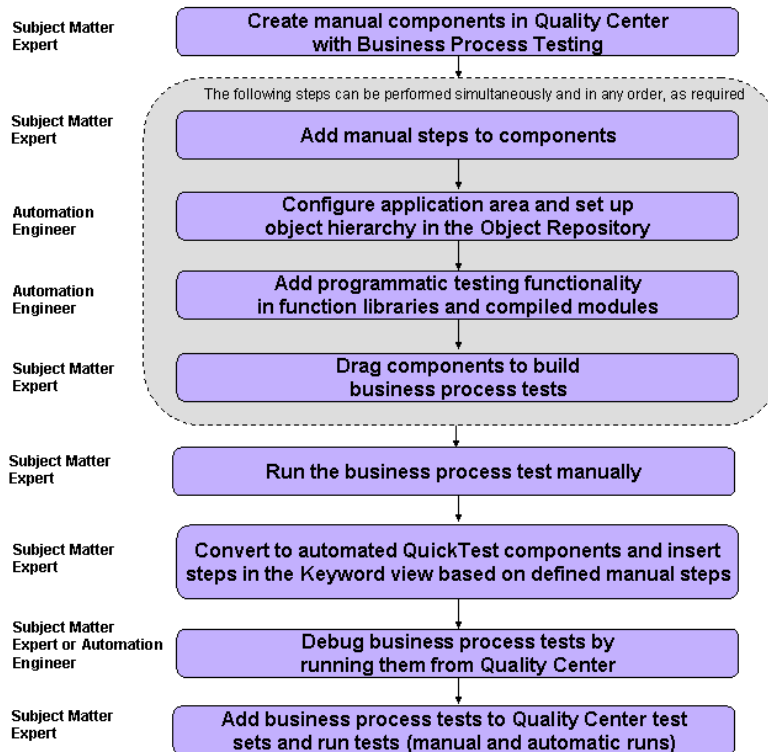 Subject Matter
Expert
Create manual components in Quality Center
with Business Process Testing
The following steps can be performed simultaneously and in any order, as required
Subject Matter
Expert
Add manual steps to components
Automation
Engineer
Configure application area and set up
object hierarchy in the Object Repository
Automation
Engineer
Add programmatic testing functionality
in function libraries and compiled modules
Subject Matter
Expert
Drag components to build
business process tests
Subject Matter
Expert
Run the business process test manually
Subject Matter
Expert
Convert to automated QuickTest components and insert
steps in the Keyword view based on defined manual steps
Subject Matter
Expert or Automation
Engineer
Debug business process tests by
running them from Quality Center
Subject Matter
Expert
Add business process tests to Quality Center test
sets and run tests (manual and automatic runs)